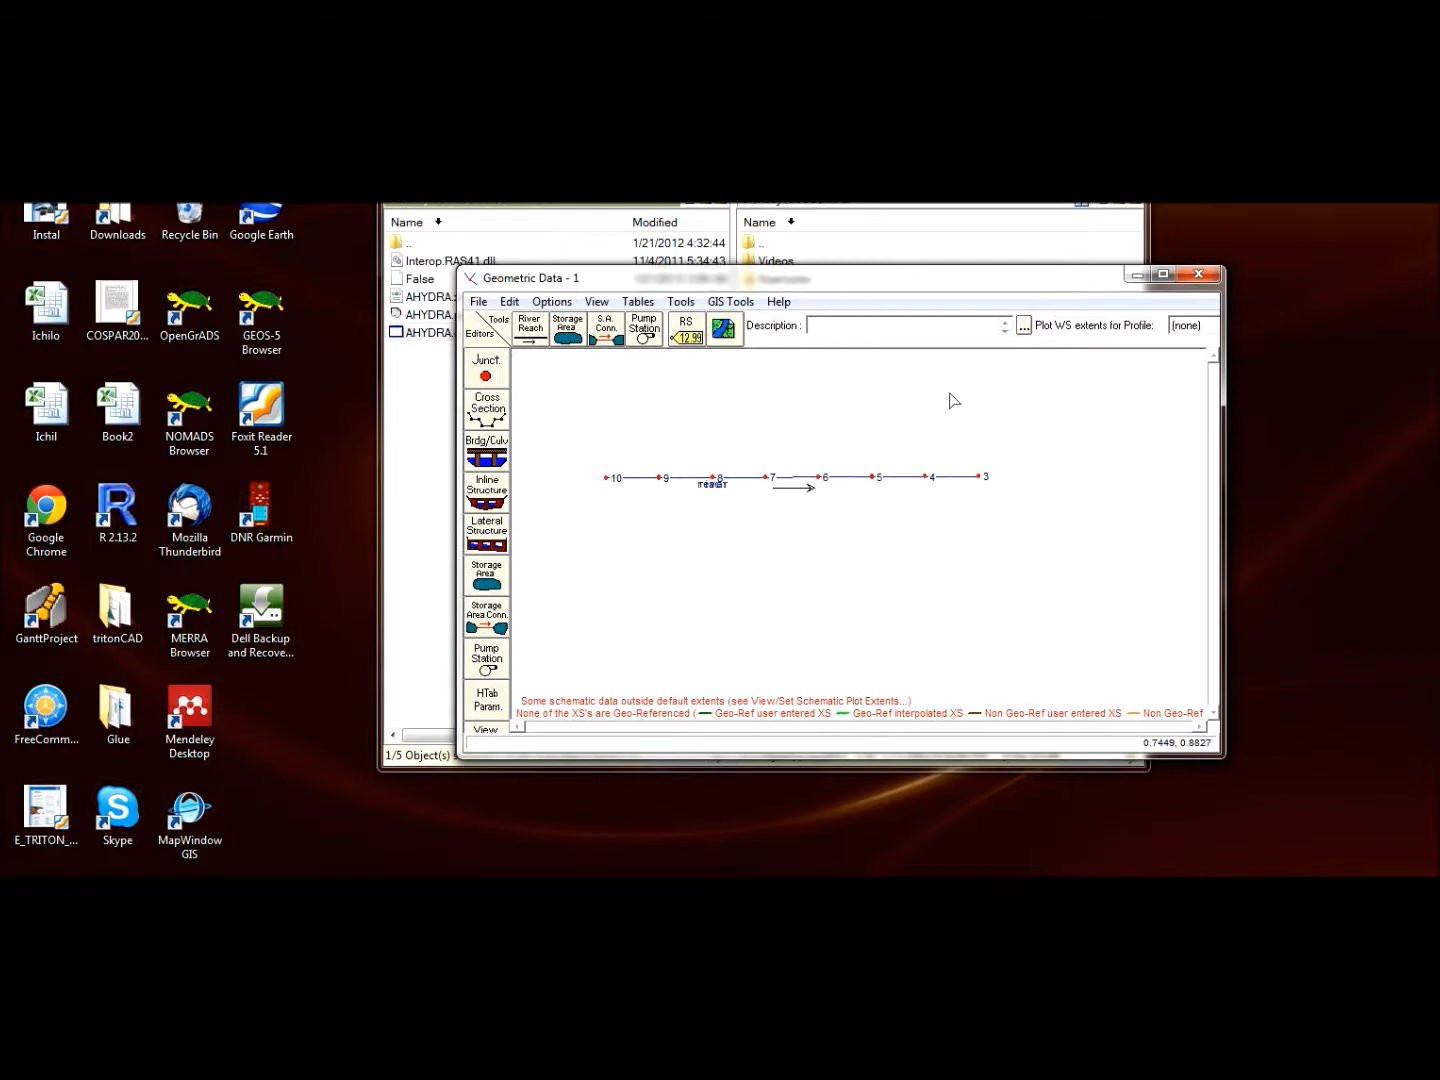 Instal
Downloads
Recycle Bin
Google Earth
Ichilo
COSPAR20...
OpenGrADS
GEOS-5
Browser
Ichil
Book2
NOMADS
Browser
Foxit Reader
5.1
Google
Chrome
R 2.13.2
Mozilla
Thunderbird
DNR Garmin
GanttProject
tritonCAD
MERRA
Browser
Dell Backup
and Recove...
FreeComm...
Glue
Mendeley
Desktop
E_TRITON_...
Skype
MapWindow
GIS
Name
Modified
Name
..
1/21/2012 4:32:44
..
Interop.RAS41.dll
11/4/2011 5:34:43
Videos
False
AHYDRA.
AHYDRA.
AHYDRA.
1/5 Object(s)
Geometric Data - 1
File Edit Options View Tables Tools GIS Tools Help
Tools
Editors
River
Reach
Storage
Area
S.A.
Conn.
Pump
Station
RS
12.99
Description :
...
Plot WS extents for Profile:
(none)
Junct.
Cross
Section
Brdg/Culv
Inline
Structure
Lateral
Structure
Storage
Area
Storage
Area Conn.
Pump
Station
HTab
Param.
View
10 9 8 7 6 5 4 3
Some schematic data outside default extents (see View/Set Schematic Plot Extents...)
None of the XS's are Geo-Referenced ( Geo-Ref user entered XS Geo-Ref interpolated XS Non Geo-Ref user entered XS Non Geo-Ref
0.7449, 0.8827